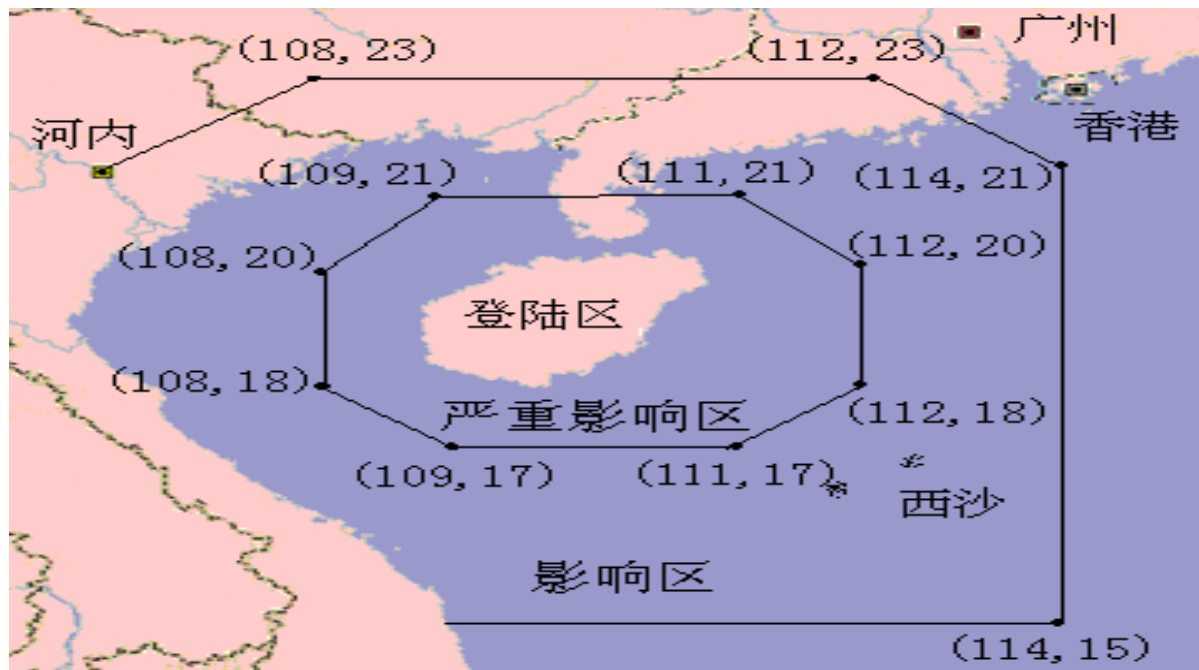 广州
(108, 23)
(112, 23)
河内
香港
(109, 21)
(111, 21)
(114, 21)
(108, 20)
(112, 20)
登陆区
(108, 18)
严重影响区
(112, 18)
(109, 17)
(111, 17)
西沙
影响区
(114, 15)